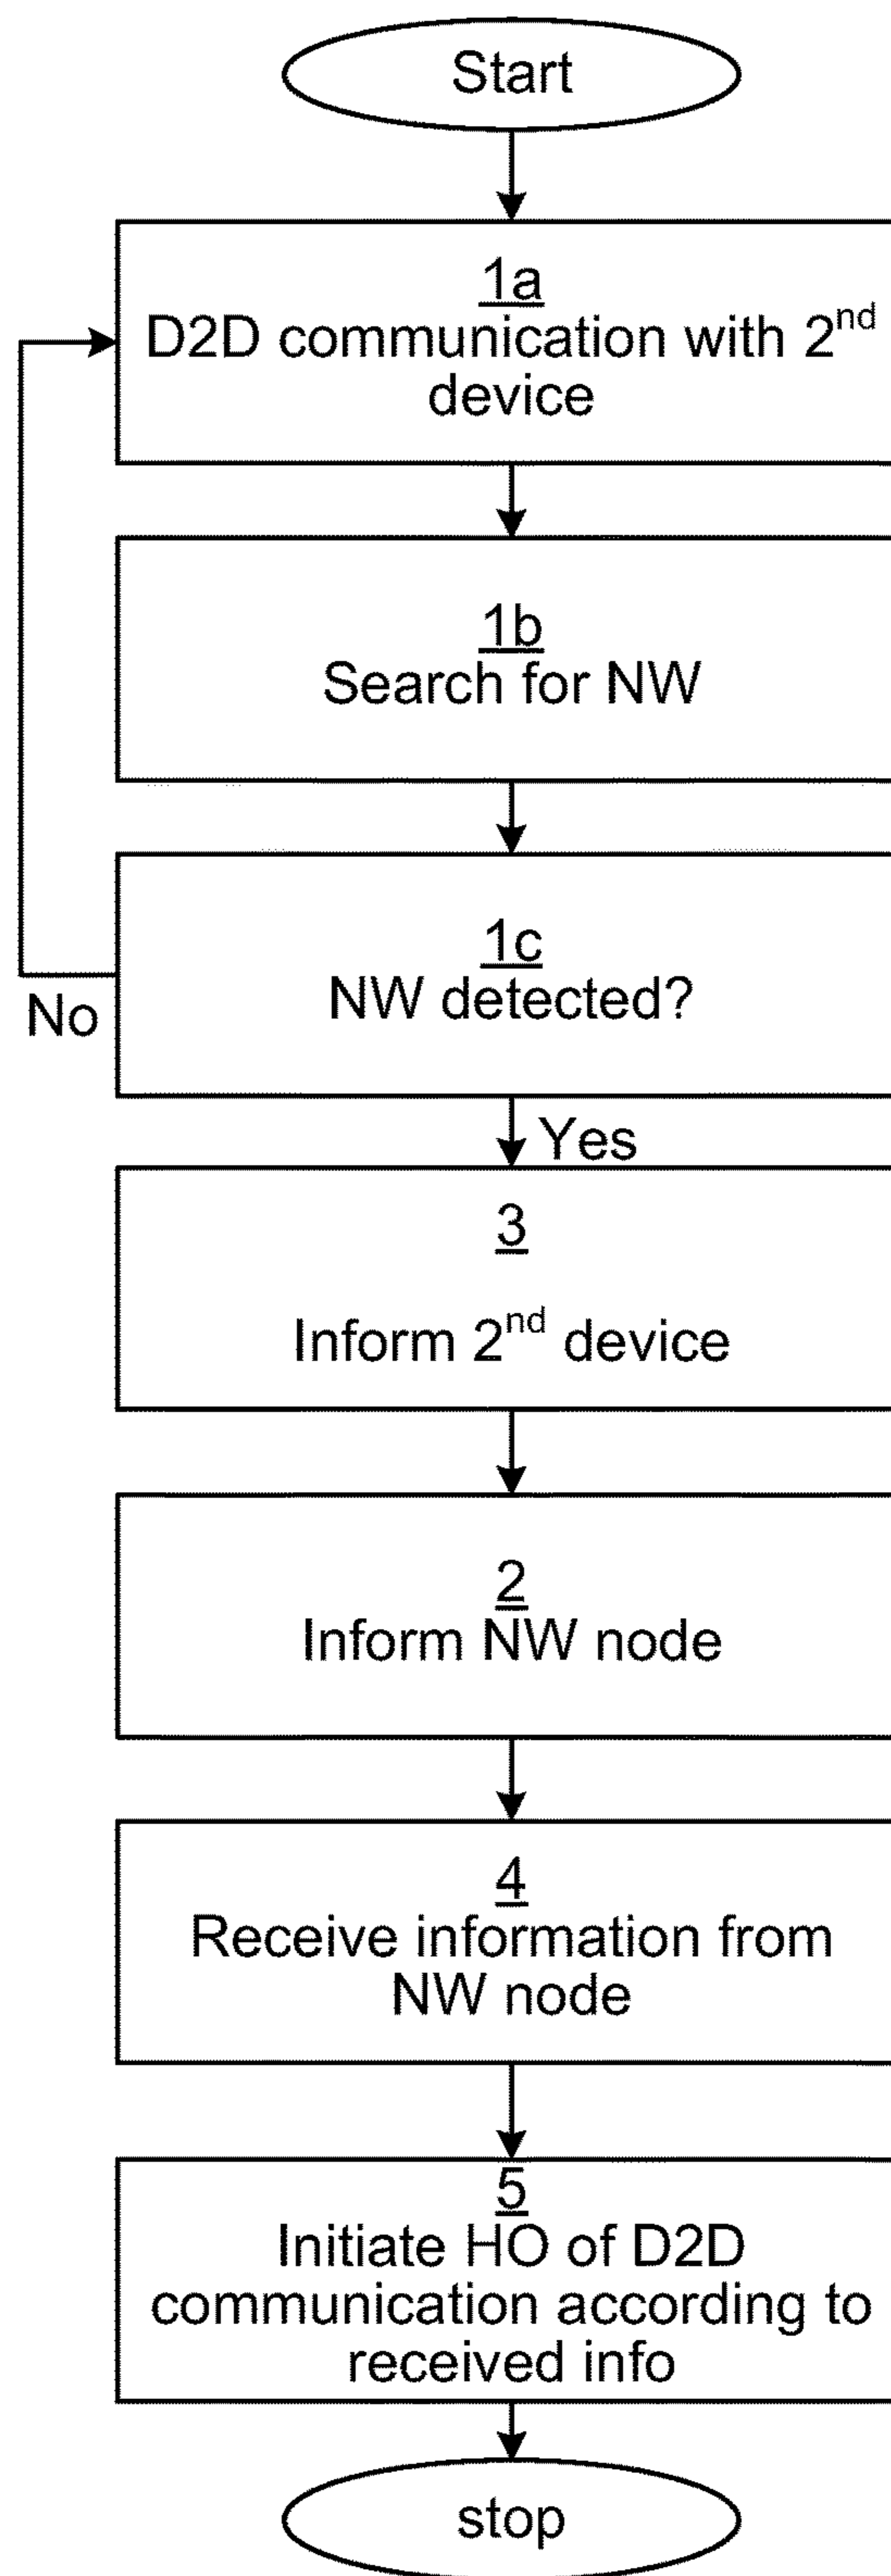 Start
1a
D2D communication with 2nd
device
1b
Search for NW
1c
NW detected?
No
Yes
3
Inform 2nd device
2
Inform NW node
4
Receive information from
NW node
5
Initiate HO of D2D
communication according to
received info
stop